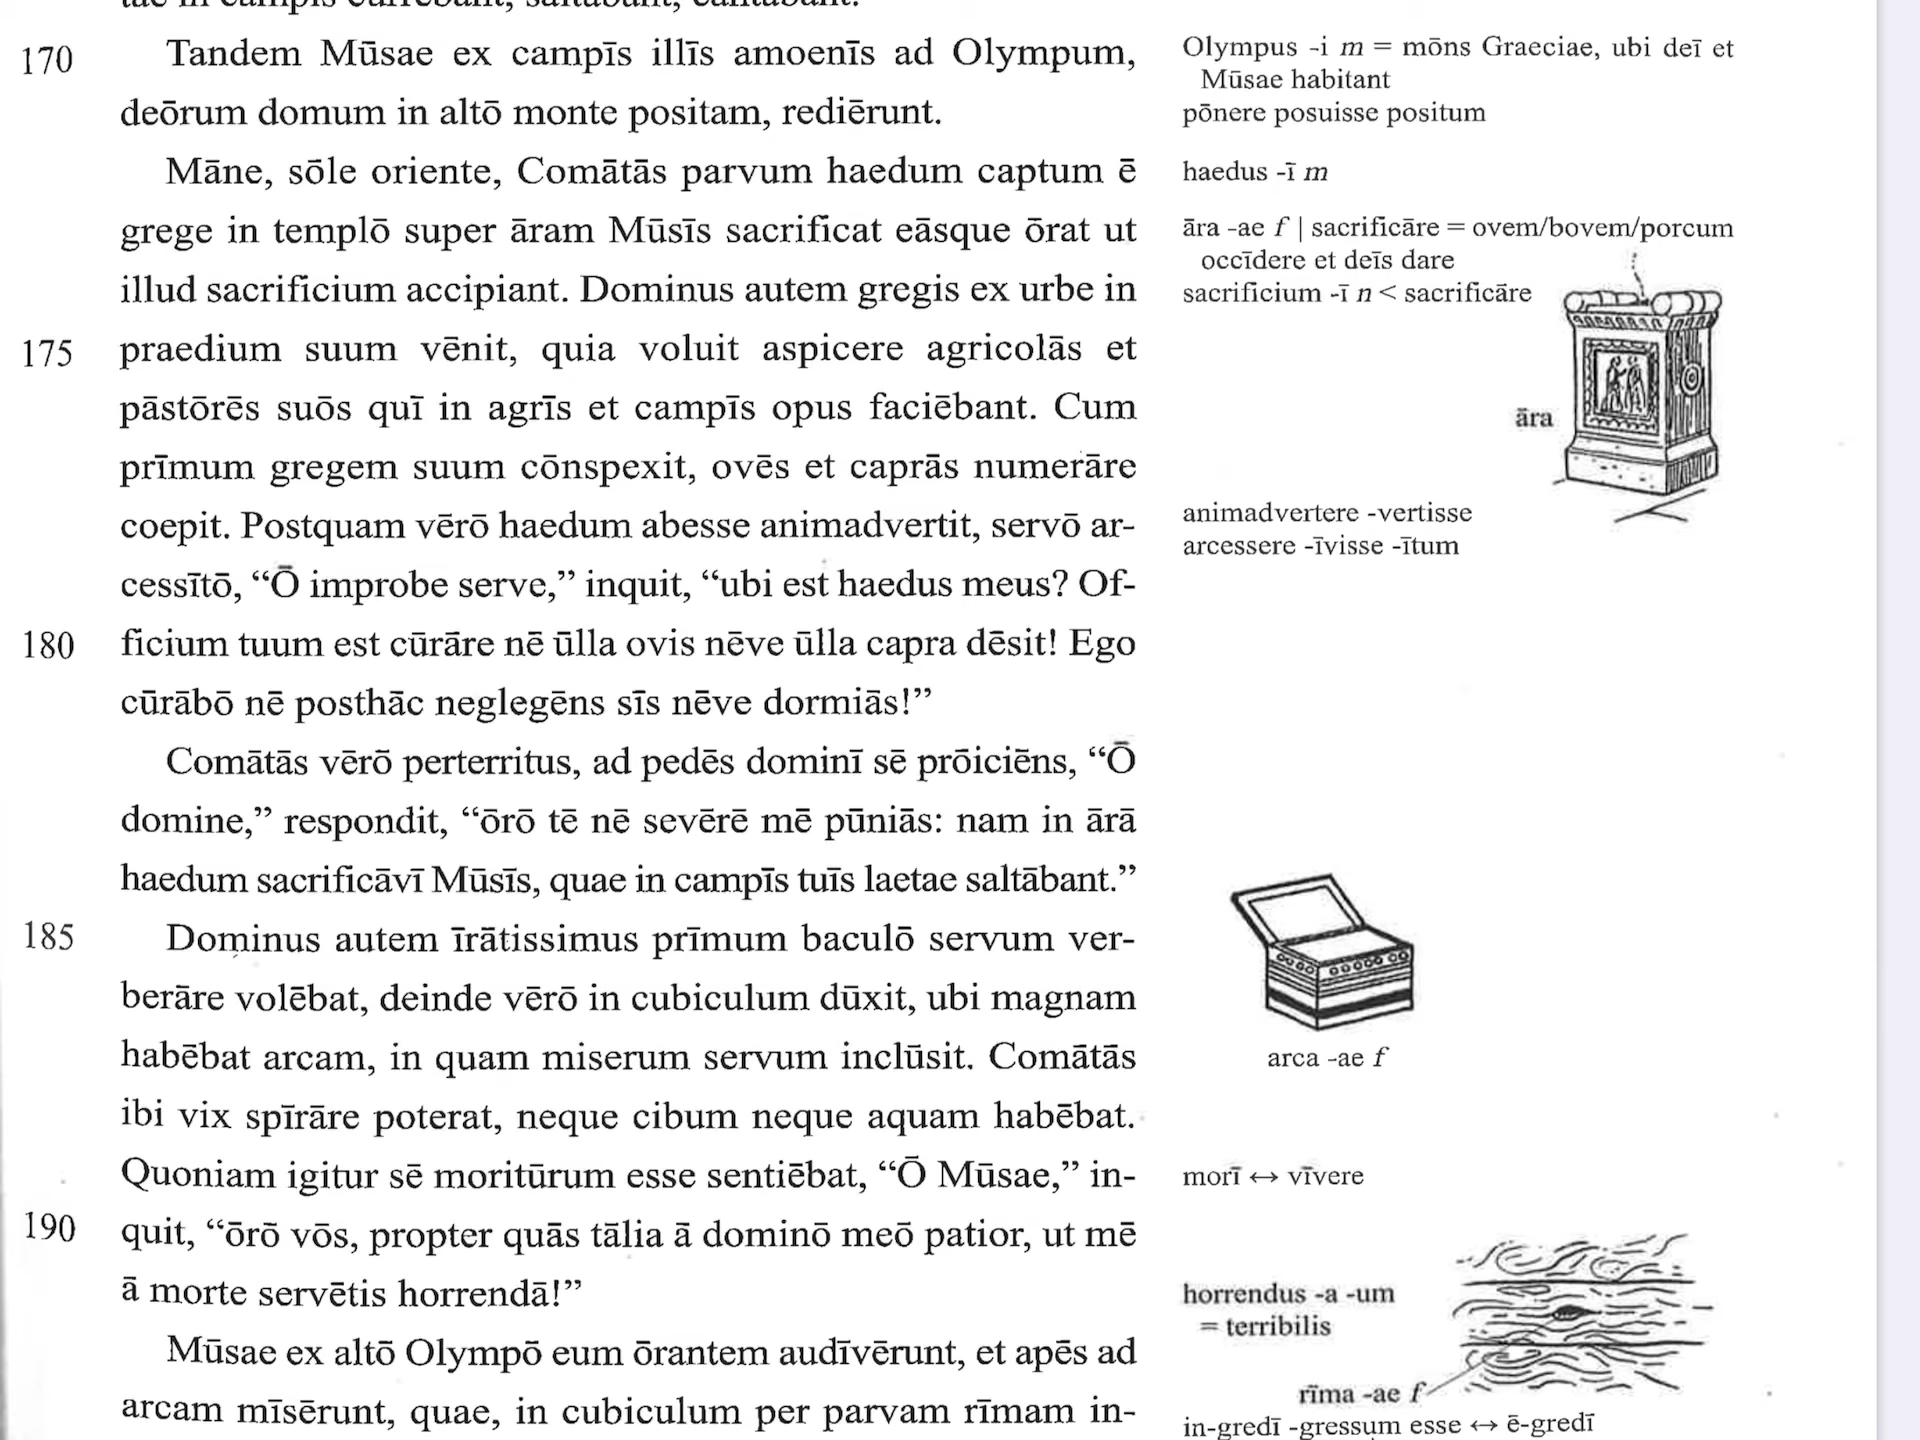 170 Tandem Mūsae ex campīs illīs amoenīs ad Olympum,
deōrum domum in altō monte positam, rediērunt.
Māne, sōle oriente, Comātās parvum haedum captum ē
grege in templō super āram Mūsīs sacrificat eāsque ōrat ut
illud sacrificium accipiant. Dominus autem gregis ex urbe in
175 praedium suum vēnit, quia voluit aspicere agricolās et
pāstōrēs suōs quī in agrīs et campīs opus faciēbant. Cum
prīmum gregem suum cōnspexit, ovēs et caprās numerāre
coepit. Postquam vērō haedum abesse animadvertit, servō ar-
cessītō, “Ō improbe serve,” inquit, “ubi est haedus meus? Of-
180 ficium tuum est cūrāre nē ūlla ovis nēve ūlla capra dēsit! Ego
cūrābō nē posthāc neglegēns sīs nēve dormiās!”
Comātās vērō perterritus, ad pedēs dominī sē prōiciēns, “Ō
domine,” respondit, “ōrō tē nē sevērē mē pūniās: nam in ārā
haedum sacrificāvī Mūsīs, quae in campīs tuīs laetae saltābant.”
185 Dominus autem īrātissimus prīmum baculō servum ver-
berāre volēbat, deinde vērō in cubiculum dūxit, ubi magnam
habēbat arcam, in quam miserum servum inclūsit. Comātās
ibi vix spīrāre poterat, neque cibum neque aquam habēbat.
Quoniam igitur sē moritūrum esse sentiēbat, “Ō Mūsae,” in-
190 quit, “ōrō vōs, propter quās tālia ā dominō meō patior, ut mē
ā morte servētis horrendā!”
Mūsae ex altō Olympō eum ōrantem audīvērunt, et apēs ad
arcam mīsērunt, quae, in cubiculum per parvam rīmam in-
Olympus -i m = mōns Graeciae, ubi deī et
Mūsae habitant
pōnere posuisse positum
haedus -ī m
āra -ae f | sacrificāre = ovem/bovem/porcum
occīdere et deīs dare
sacrificium -ī n < sacrificāre
āra
animadvertere -vertisse
arcessere -īvisse -ītum
arca -ae f
morī ↔ vīvere
horrendus -a -um
= terribilis
rīma -ae f
in-gredī -gressum esse ↔ ē-gredī